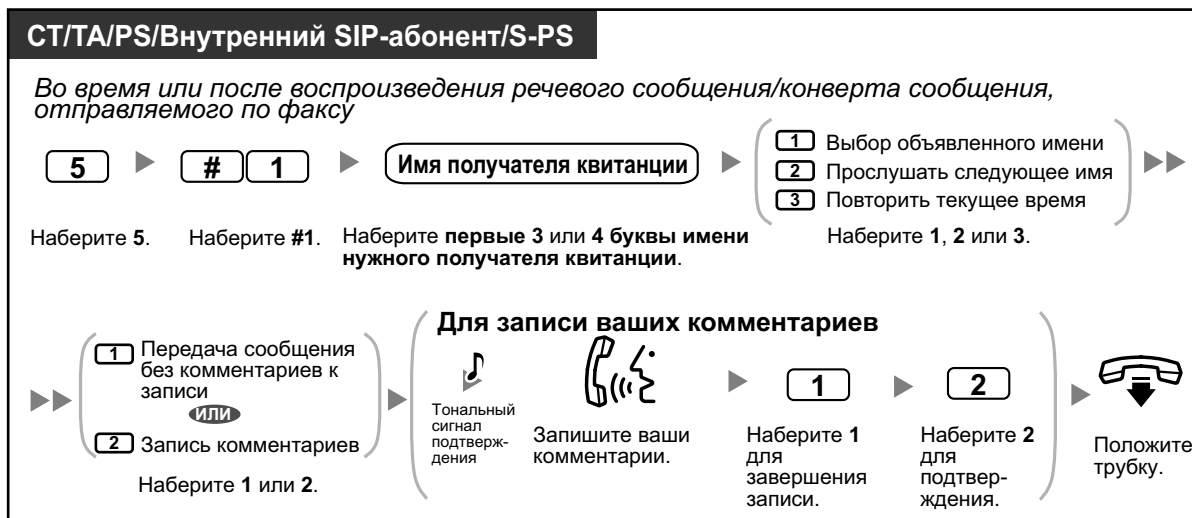 СТ/ТА/PS/Внутренний SIP-абонент/S-PS
Во время или после воспроизведения речевого сообщения/конверта сообщения,
отправляемого по факсу
5
# 1
Имя получателя квитанции
1 Выбор объявленного имени
2 Прослушать следующее имя
3 Повторить текущее время
Наберите 5.
Наберите #1.
Наберите первые 3 или 4 буквы имени
нужного получателя квитанции.
Наберите 1, 2 или 3.
1 Передача сообщения
без комментариев к
записи
ИЛИ
2 Запись комментариев
Наберите 1 или 2.
Для записи ваших комментариев
Тональный
сигнал
подтверж-
дения
Запишите ваши
комментарии.
1
Наберите 1
для
завершения
записи.
2
Наберите 2
для
подтвер-
ждения.
Положите
трубку.